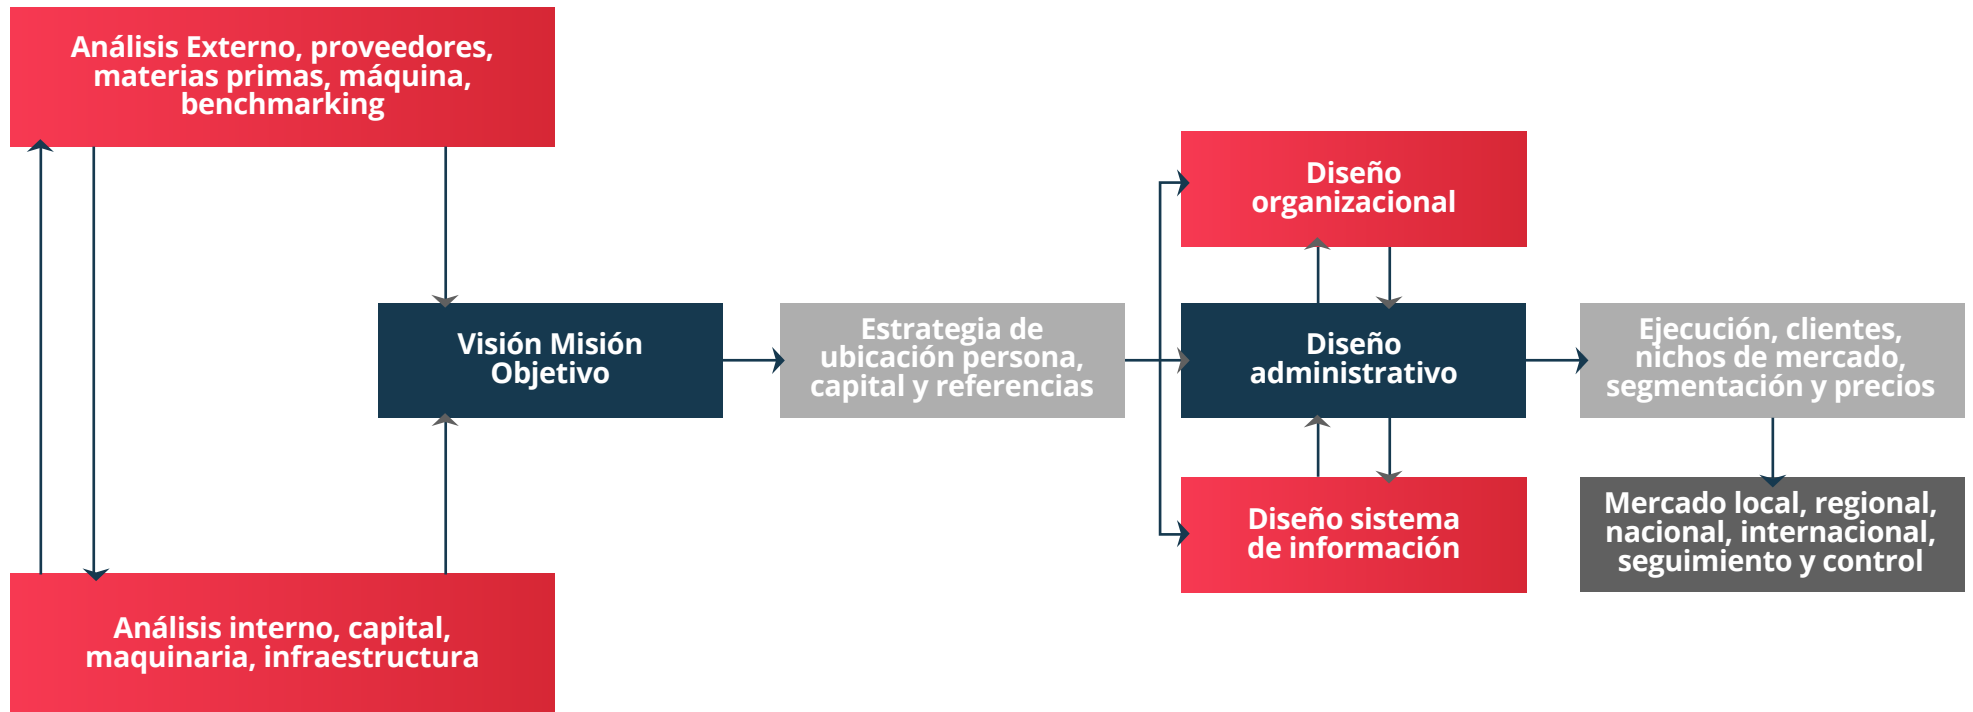 Análisis Externo, proveedores,
materias primas, máquina,
benchmarking
Diseño
organizacional
Visión Misión
Objetivo
Estrategia de
ubicación persona,
capital y referencias
Diseño
administrativo
Ejecución, clientes,
nichos de mercado,
segmentación y precios
Diseño sistema
de información
Mercado local, regional,
nacional, internacional,
seguimiento y control
Análisis interno, capital,
maquinaria, infraestructura